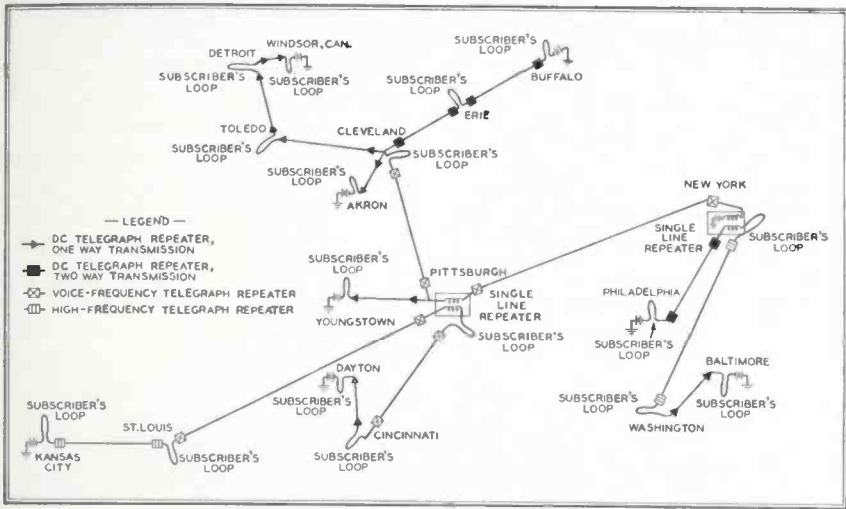 WINDSOR, CAN.
DETROIT
SUBSCRIBER'S
LOOP
SUBSCRIBER'S
LOOP
SUBSCRIBER'S
LOOP
BUFFALO
SUBSCRIBER'S
LOOP
ERIE
TOLEDO
SUBSCRIBER'S
LOOP
CLEVELAND
SUBSCRIBER'S
LOOP
SUBSCRIBER'S
LOOP
AKRON
NEW YORK
SINGLE LINE
REPEATER
SUBSCRIBER'S
LOOP
— LEGEND —
DC TELEGRAPH REPEATER,
ONE WAY TRANSMISSION
DC TELEGRAPH REPEATER,
TWO WAY TRANSMISSION
VOICE-FREQUENCY TELEGRAPH REPEATER
HIGH-FREQUENCY TELEGRAPH REPEATER
SUBSCRIBER'S
LOOP
YOUNGSTOWN
PITTSBURGH
SINGLE LINE
REPEATER
SUBSCRIBER'S
LOOP
PHILADELPHIA
SUBSCRIBER'S
LOOP
BALTIMORE
SUBSCRIBER'S
LOOP
SUBSCRIBER'S
LOOP
WASHINGTON
DAYTON
SUBSCRIBER'S
LOOP
CINCINNATI
SUBSCRIBER'S
LOOP
SUBSCRIBER'S
LOOP
KANSAS
CITY
ST. LOUIS
SUBSCRIBER'S
LOOP